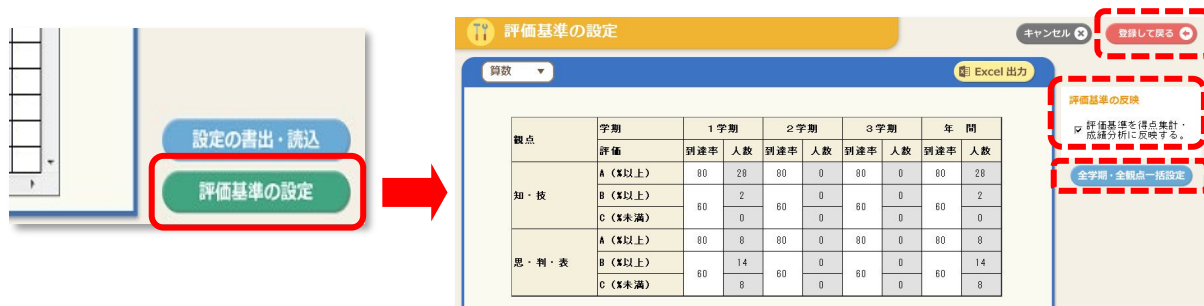 設定の書出・読込
評価基準の設定
評価基準の設定
キャンセル
登録して戻る
算数 ▼
Excel 出力
評価基準の反映
評価基準を得点集計・
成績分析に反映する。
全学期・全観点一括設定
観点 学期 1学期 2学期 3学期 年 間
評価 到達率 人数 到達率 人数 到達率 人数 到達率 人数
知・技 A (%以上) 80 28 80 0 80 0 80 28
B (%以上) 60 2 60 0 60 0 60 2
C (%未満) 0 0 0 0
思・判・表 A (%以上) 80 8 80 0 80 0 80 8
B (%以上) 60 14 60 0 60 0 60 14
C (%未満) 8 0 0 8